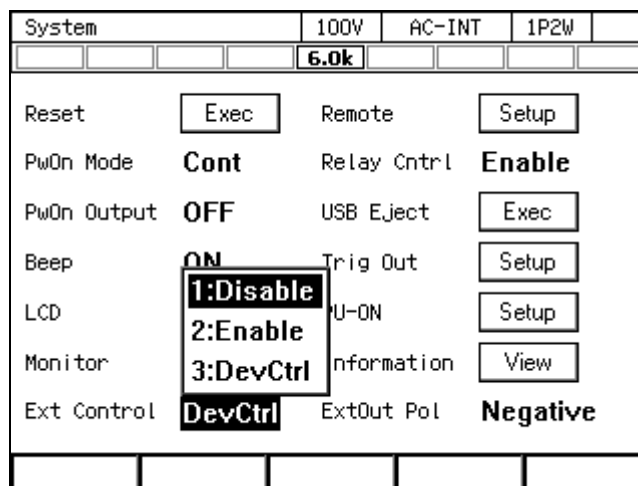 System 100V AC-INT 1P2W
6.0k
Reset Exec Remote Setup
PwOn Mode Cont Relay Cntrl Enable
PwOn Output OFF USB Eject Exec
Beep ON Trig Out Setup
1:Disable
LCD PU-ON Setup
2:Enable
Monitor 3:DevCtrl Information View
Ext Control DevCtrl ExtOut Pol Negative